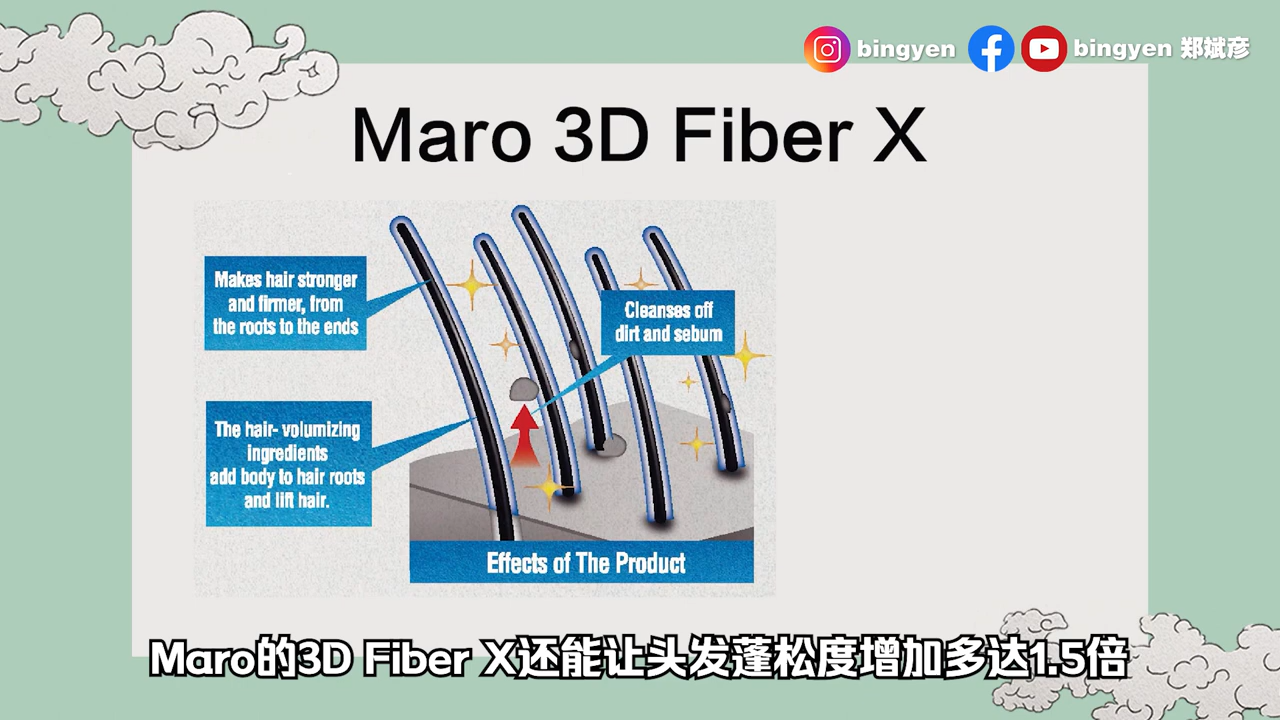 bingyen
bingyen 郑斌彦
Maro 3D Fiber X
Makes hair stronger
and firmer, from
the roots to the ends
Cleanses off
dirt and sebum
The hair- volumizing
ingredients
add body to hair roots
and lift hair.
Effects of The Product
Maro的3D Fiber X还能让头发蓬松度增加多达1.5倍